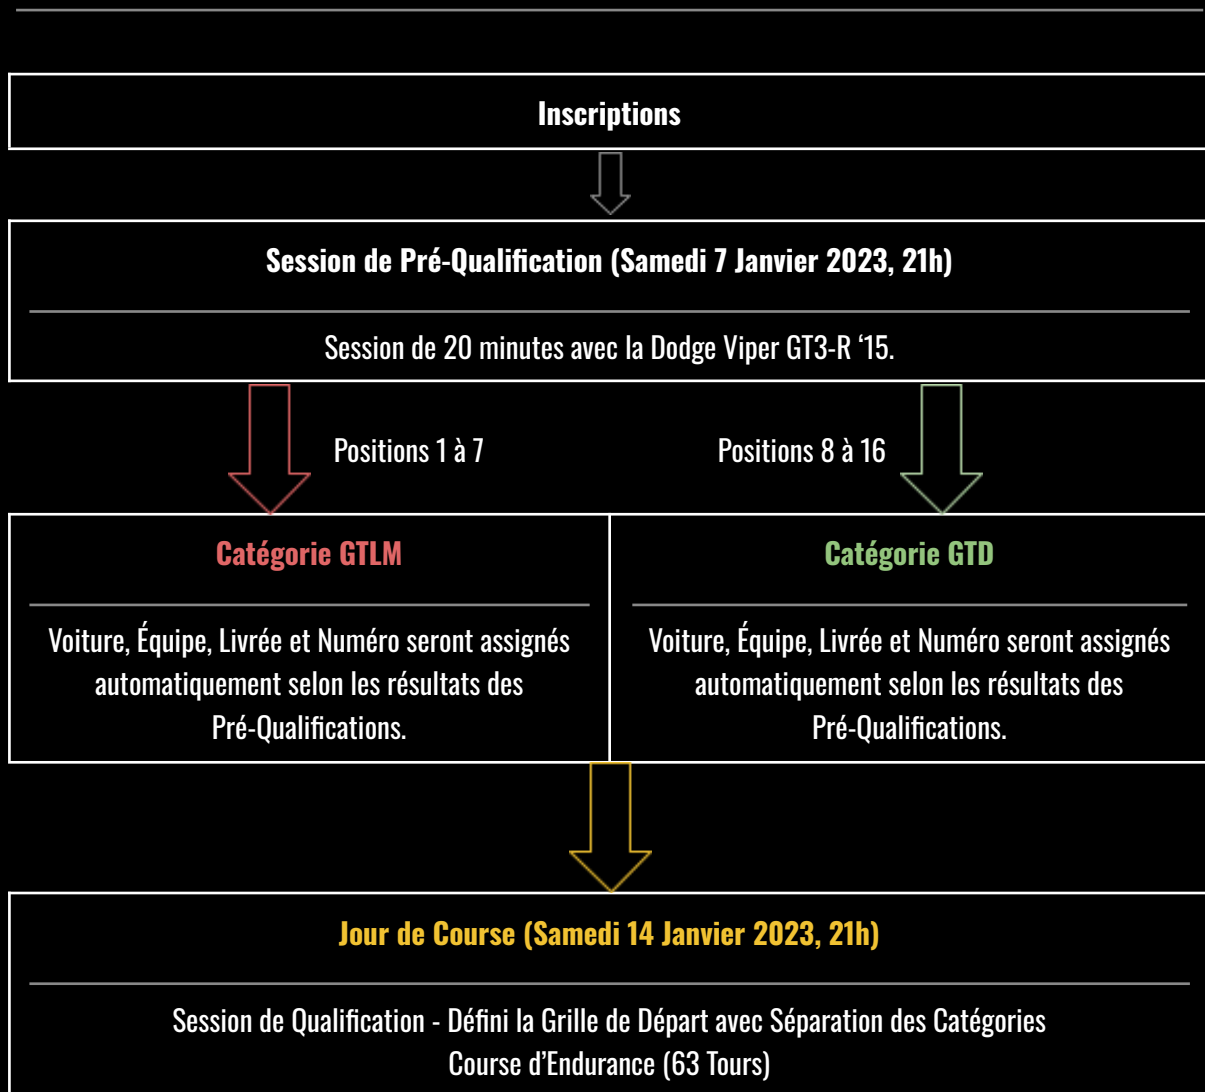 Inscriptions
Session de Pré-Qualification (Samedi 7 Janvier 2023, 21h)
Session de 20 minutes avec la Dodge Viper GT3-R ‘15.
Positions 1 à 7
Positions 8 à 16
Catégorie GTLM
Voiture, Équipe, Livrée et Numéro seront assignés
automatiquement selon les résultats des
Pré-Qualifications.
Catégorie GTD
Voiture, Équipe, Livrée et Numéro seront assignés
automatiquement selon les résultats des
Pré-Qualifications.
Jour de Course (Samedi 14 Janvier 2023, 21h)
Session de Qualification - Défini la Grille de Départ avec Séparation des Catégories
Course d’Endurance (63 Tours)